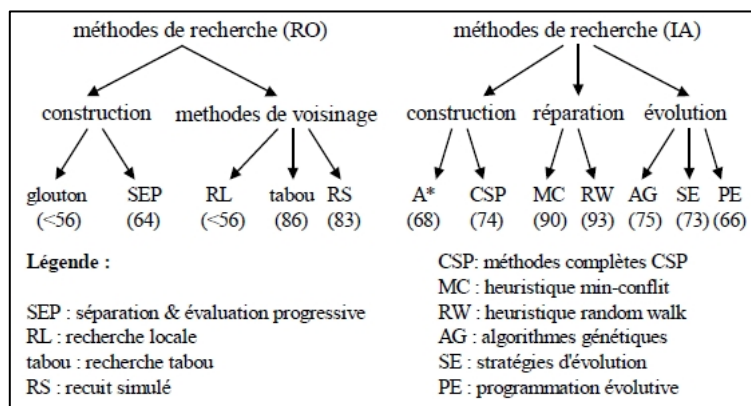 méthodes de recherche (RO) méthodes de recherche (IA)
construction methodes de voisinage construction réparation évolution
glouton SEP RL tabou RS A* CSP MC RW AG SE PE
(<56) (64) (<56) (86) (83) (68) (74) (90) (93) (75) (73) (66)
Légende :
SEP : séparation & évaluation progressive
RL : recherche locale
tabou : recherche tabou
RS : recuit simulé
CSP: méthodes complètes CSP
MC : heuristique min-conflit
RW : heuristique random walk
AG : algorithmes génétiques
SE : stratégies d'évolution
PE : programmation évolutive